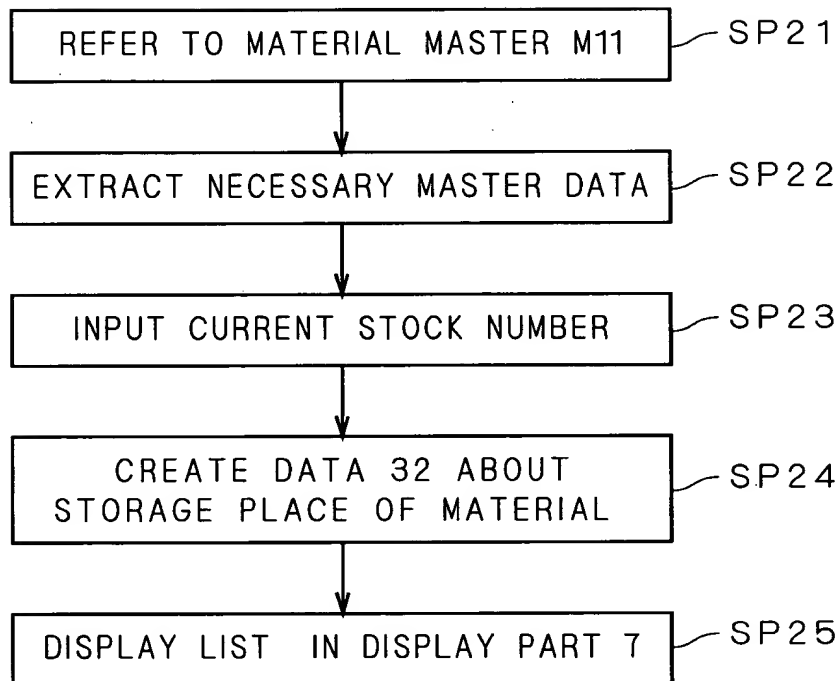 REFER TO MATERIAL MASTER M11
SP21
EXTRACT NECESSARY MASTER DATA
SP22
INPUT CURRENT STOCK NUMBER
SP23
CREATE DATA 32 ABOUT
STORAGE PLACE OF MATERIAL
SP24
DISPLAY LIST IN DISPLAY PART 7
SP25